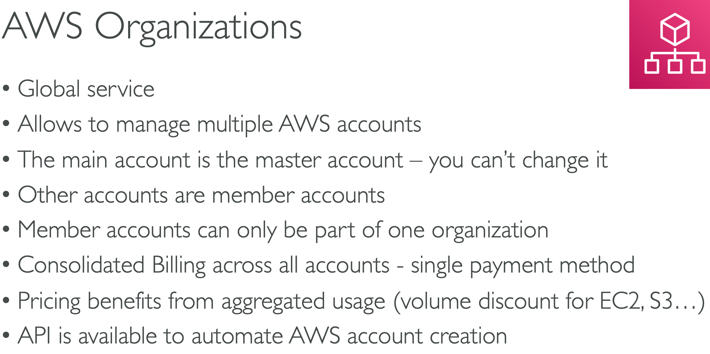 AWS Organizations
• Global service
• Allows to manage multiple AWS accounts
• The main account is the master account – you can't change it
• Other accounts are member accounts
• Member accounts can only be part of one organization
• Consolidated Billing across all accounts - single payment method
• Pricing benefits from aggregated usage (volume discount for EC2, S3…)
• API is available to automate AWS account creation